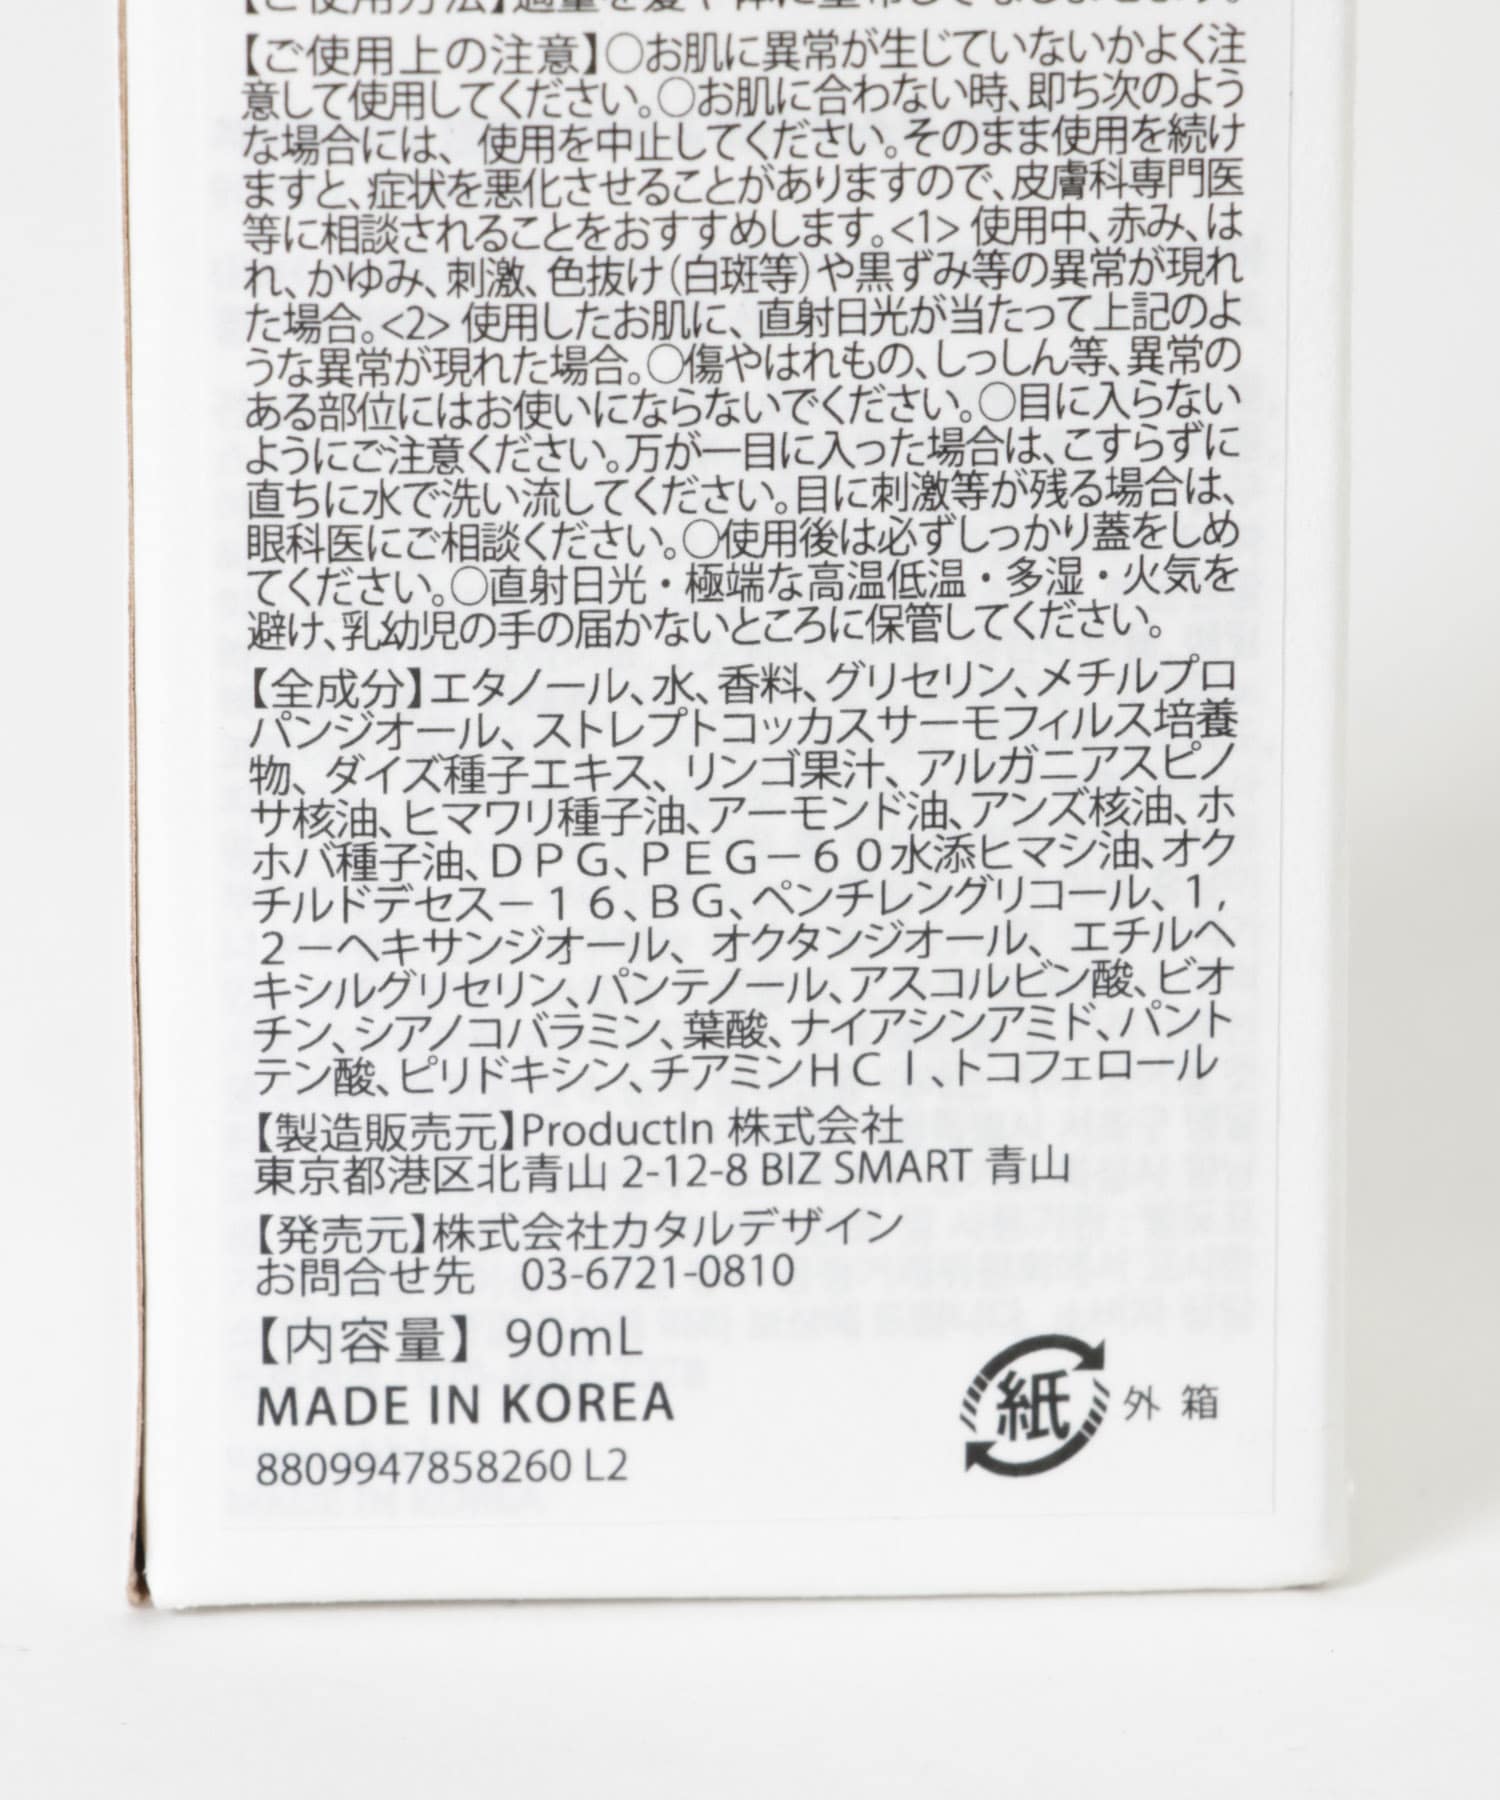 【ご使用方法】適量を髪や体に塗布してなじませます。
【ご使用上の注意】○お肌に異常が生じていないかよく注
意して使用してください。○お肌に合わない時、即ち次のよう
な場合には、使用を中止してください。そのまま使用を続け
ますと、症状を悪化させることがありますので、皮膚科専門医
等に相談されることをおすすめします。<1> 使用中、赤み、は
れ、かゆみ、刺激、色抜け(白斑等)や黒ずみ等の異常が現れ
た場合。<2> 使用したお肌に、直射日光が当たって上記のよ
うな異常が現れた場合。○傷やはれもの、しっしん等、異常の
ある部位にはお使いにならないでください。○目に入らない
ようにご注意ください。万が一目に入った場合は、こすらずに
直ちに水で洗い流してください。目に刺激等が残る場合は、
眼科医にご相談ください。○使用後は必ずしっかり蓋をしめ
てください。○直射日光・極端な高温低温・多湿・火気を
避け、乳幼児の手の届かないところに保管してください。
【全成分】エタノール、水、香料、グリセリン、メチルプロ
パンジオール、ストレプトコッカスサーモフィルス培養
物、ダイズ種子エキス、リンゴ果汁、アルガニアスピノ
サ核油、ヒマワリ種子油、アーモンド油、アンズ核油、ホ
ホバ種子油、ＤＰＧ、ＰＥＧ－６０水添ヒマシ油、オク
チルドデセス－１６、ＢＧ、ペンチレングリコール、１，
２－ヘキサンジオール、オクタンジオール、エチルヘ
キシルグリセリン、パンテノール、アスコルビン酸、ビオ
チン、シアノコバラミン、葉酸、ナイアシンアミド、パント
テン酸、ピリドキシン、チアミンＨＣｌ、トコフェロール
【製造販売元】ProductIn 株式会社
東京都港区北青山 2-12-8 BIZ SMART 青山
【発売元】株式会社カタルデザイン
お問合せ先　03-6721-0810
【内容量】90mL
MADE IN KOREA
紙 外箱
8809947858260 L2